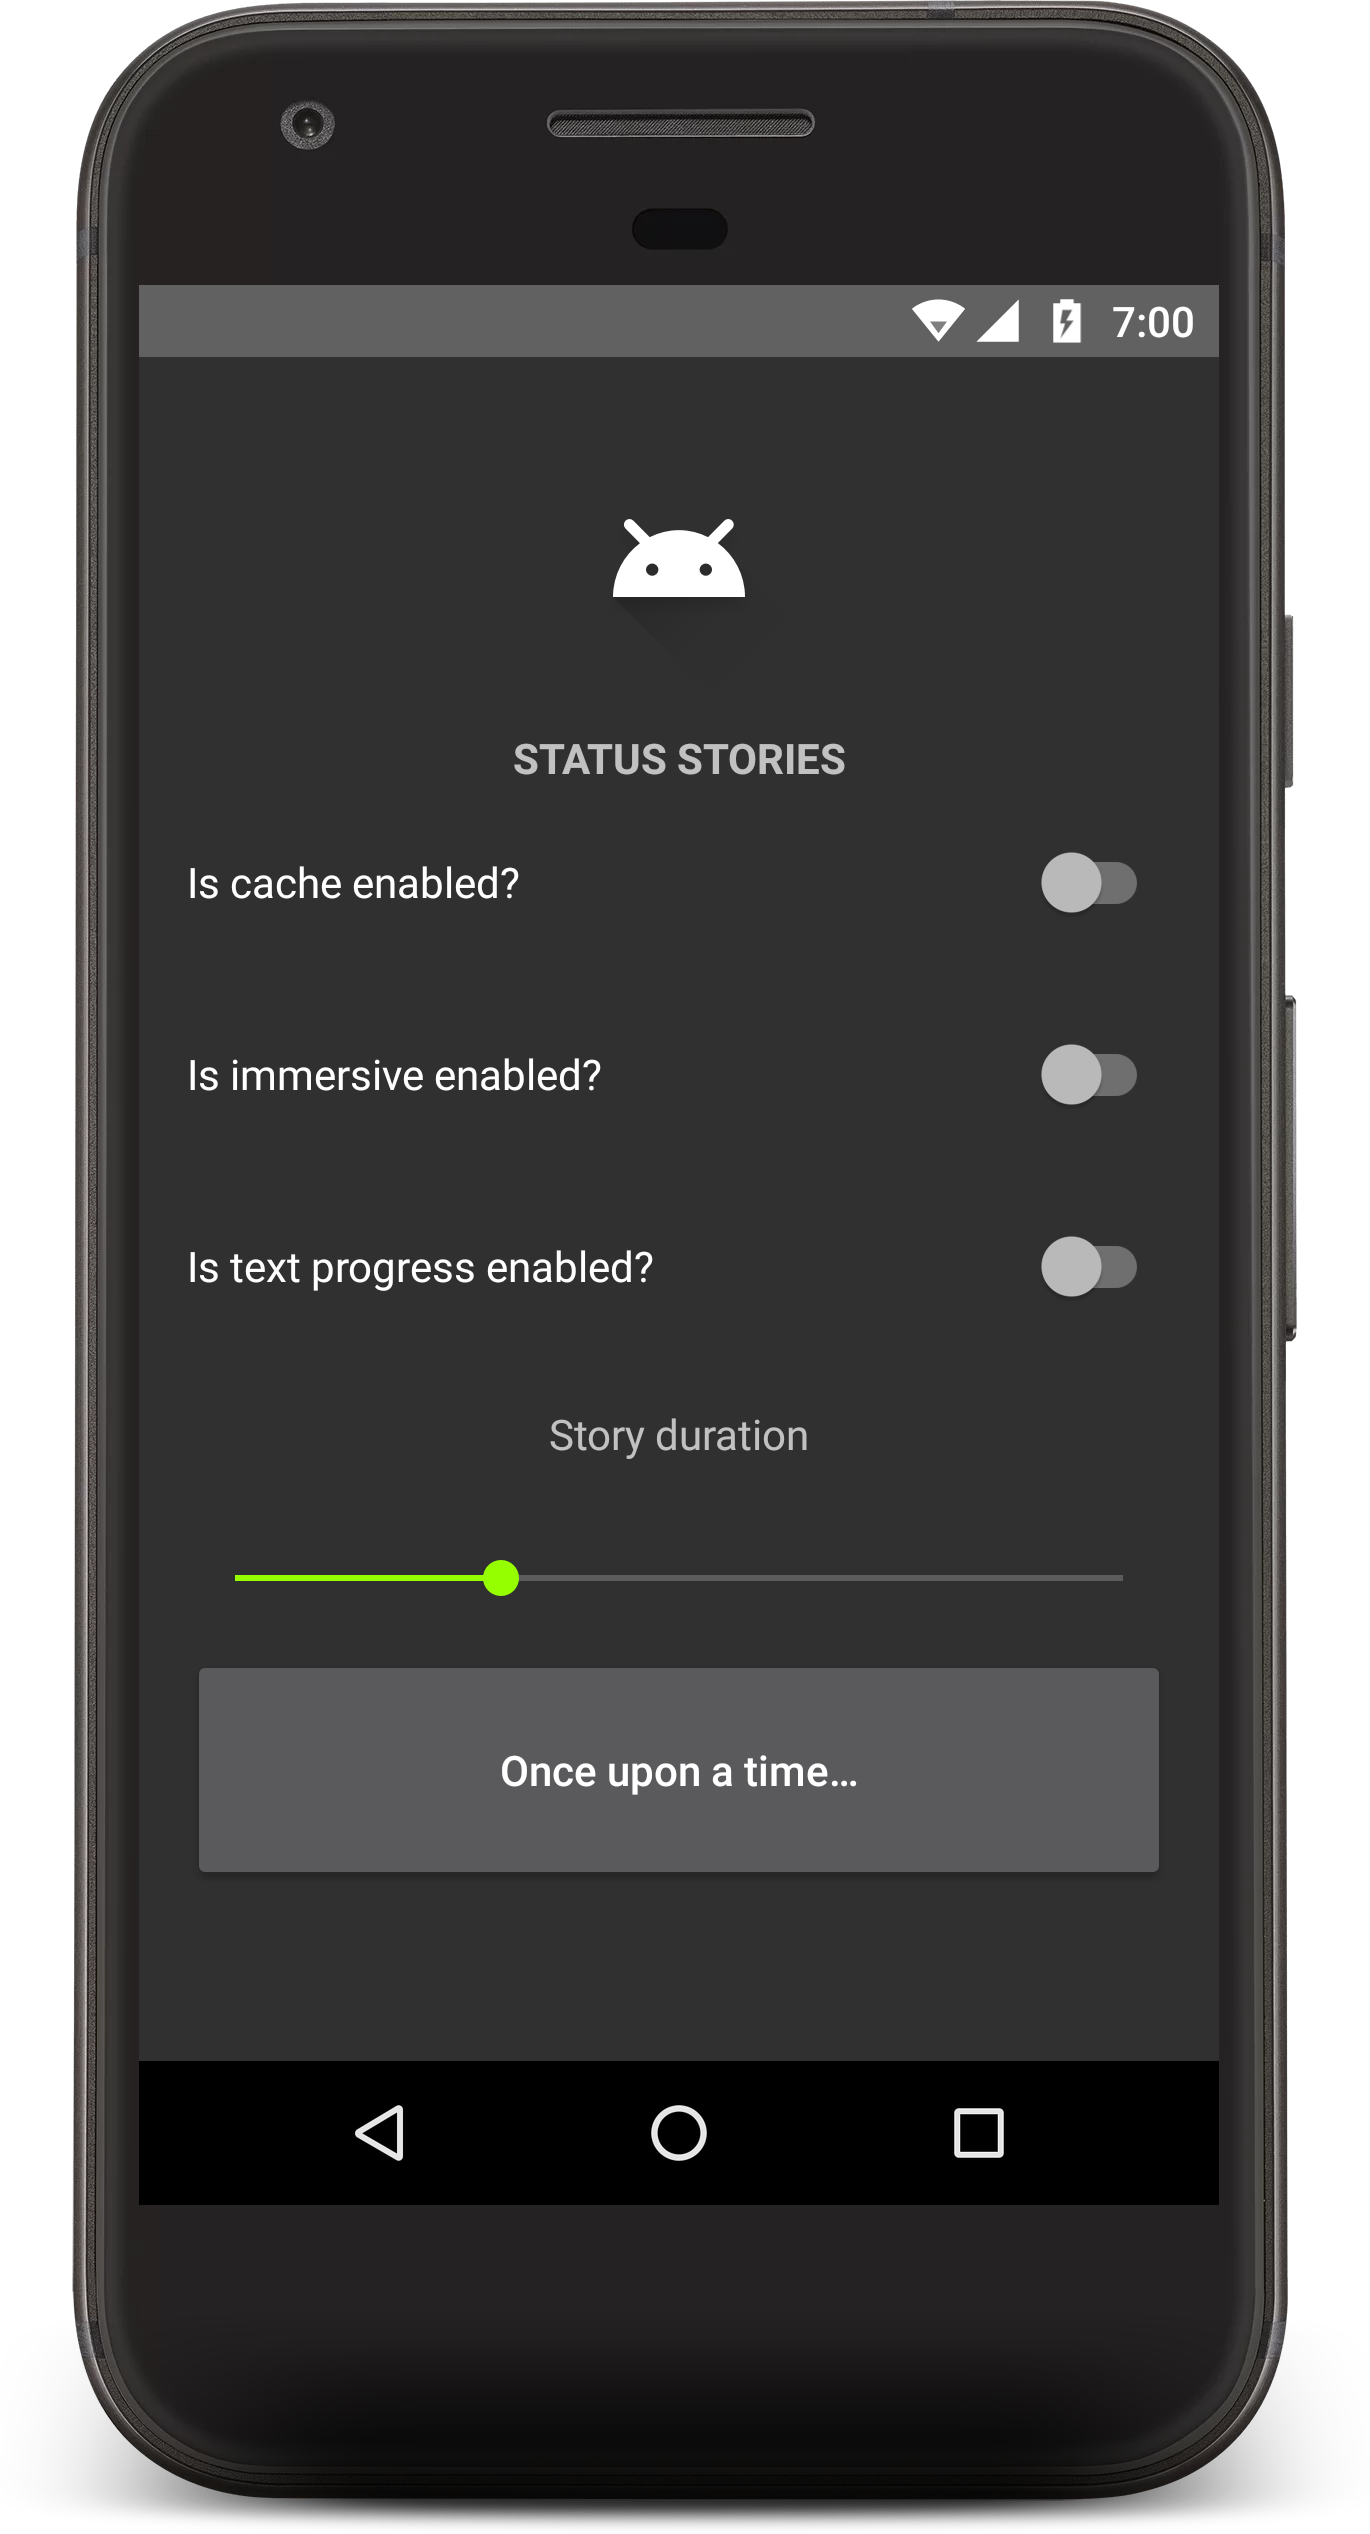 7:00
STATUS STORIES
Is cache enabled?
Is immersive enabled?
Is text progress enabled?
Story duration
Once upon a time...